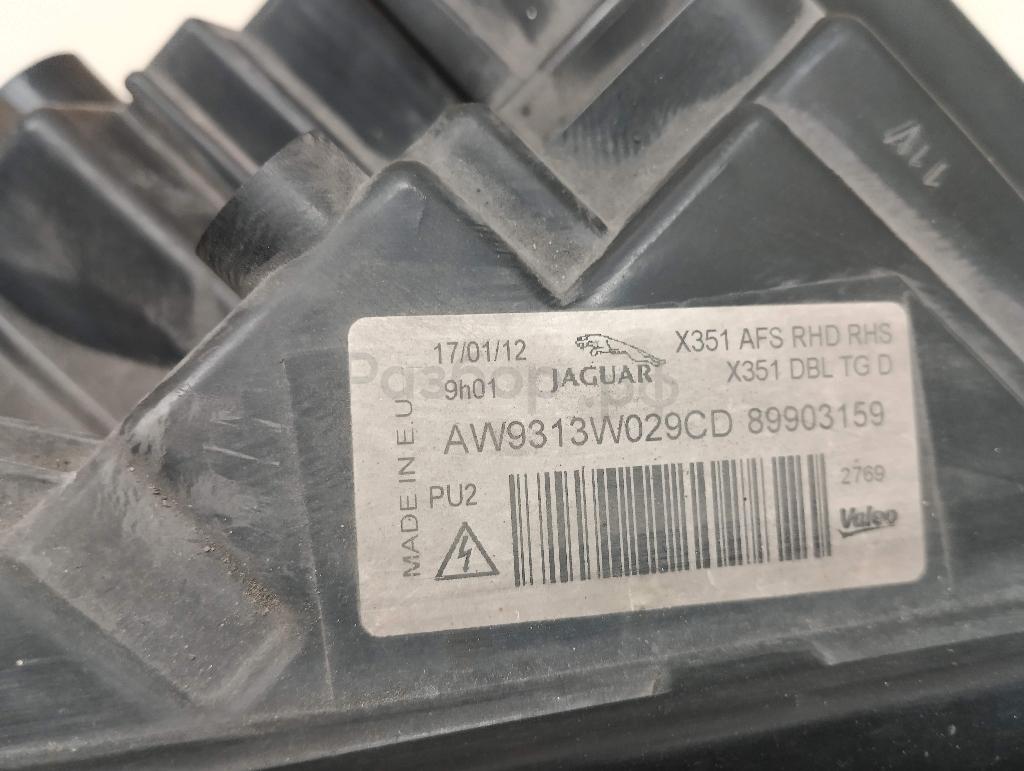 17/01/12
9h01
JAGUAR
X351 AFS RHD RHS
X351 DBL TG D
AW9313W029CD 89903159
MADE IN E.U
PU2
2769
Valeo
Разбор.рф